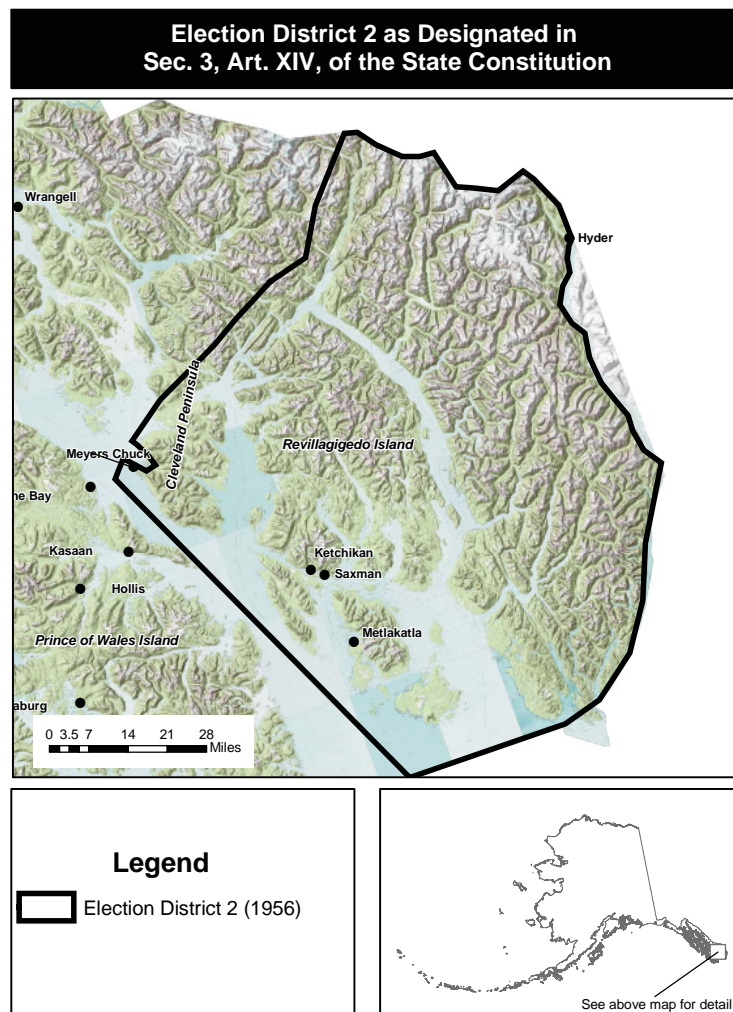 Election District 2 as Designated in
Sec. 3, Art. XIV, of the State Constitution
Wrangell
Hyder
Cleveland Peninsula
Meyers Chuck
Revillagigedo Island
ne Bay
Kasaan
Ketchikan
Saxman
Hollis
Metlakatla
Prince of Wales Island
aburg
0 3.5 7 14 21 28
Miles
Legend
Election District 2 (1956)
See above map for detail